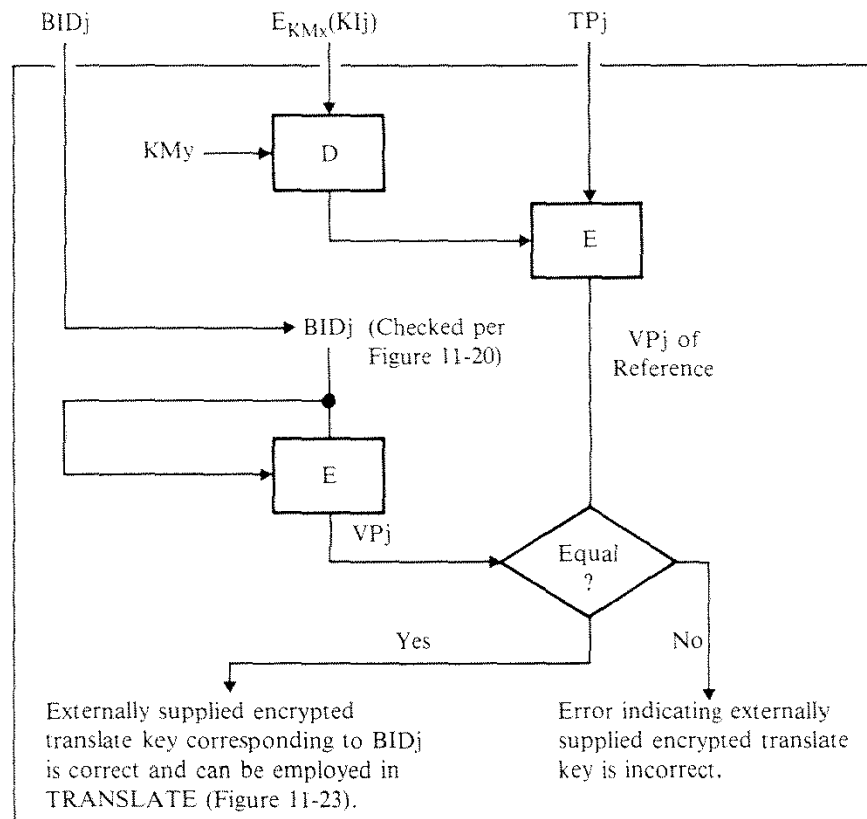 BIDj
E_KMx(KIj)
TPj
KMy
D
E
BIDj (Checked per
Figure 11-20)
VPj of
Reference
E
VPj
Equal
?
Yes
No
Externally supplied encrypted
translate key corresponding to BIDj
is correct and can be employed in
TRANSLATE (Figure 11-23).
Error indicating externally
supplied encrypted translate
key is incorrect.